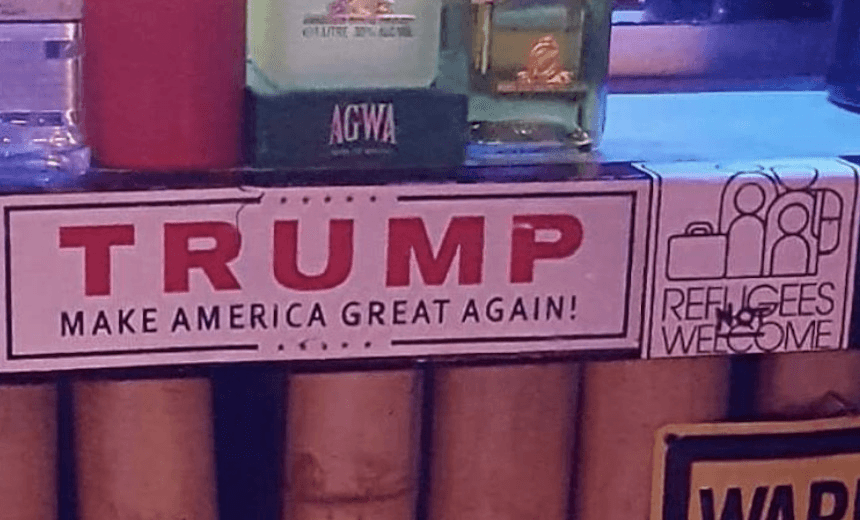 AGWA
TRUMP
MAKE AMERICA GREAT AGAIN!
REFUGEES
NOT
WELCOME